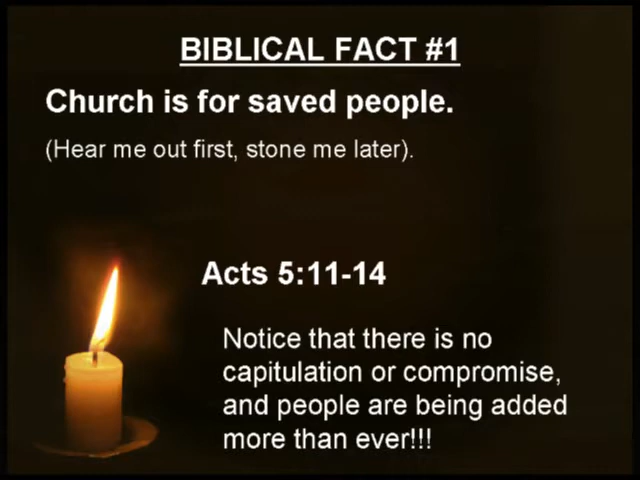 BIBLICAL FACT #1
Church is for saved people.
(Hear me out first, stone me later).
Acts 5:11-14
Notice that there is no
capitulation or compromise,
and people are being added
more than ever!!!